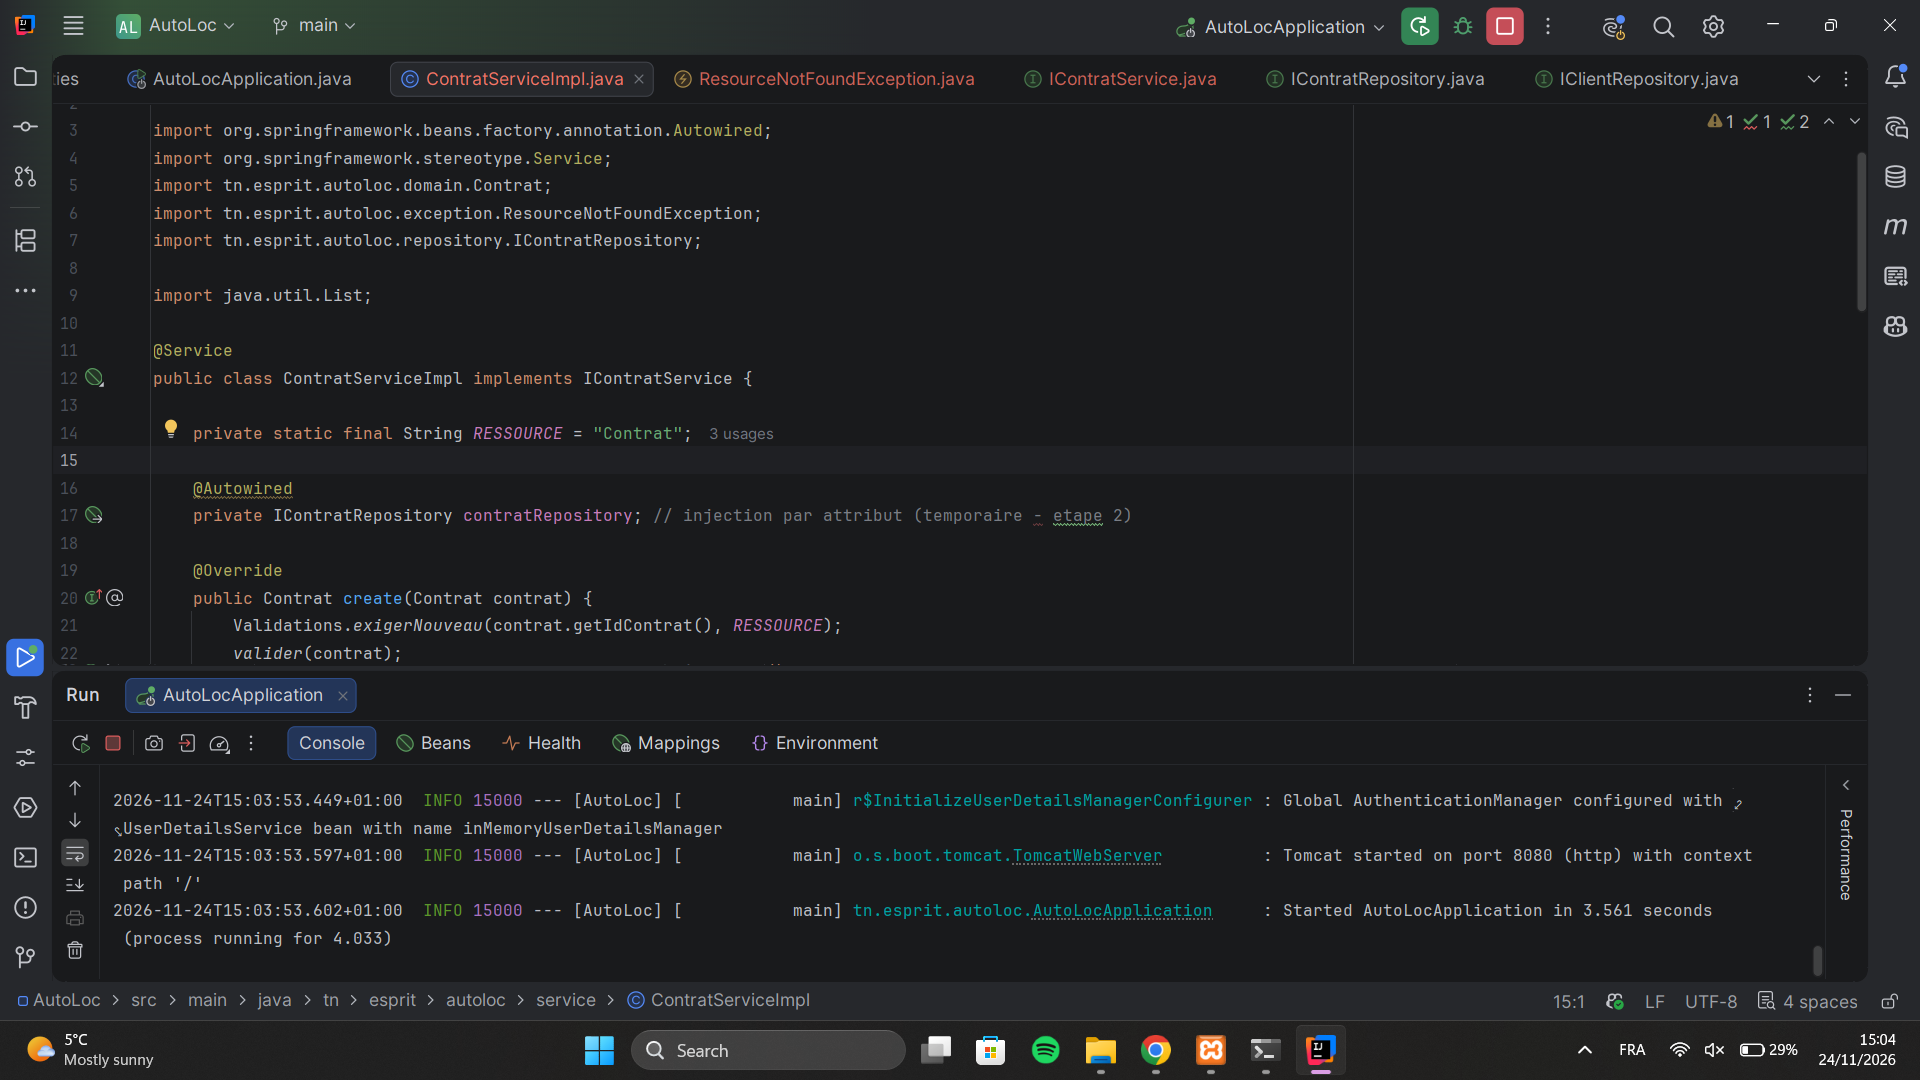 AL AutoLoc main AutoLocApplication
ies AutoLocApplication.java ContratServiceImpl.java ResourceNotFoundException.java IContratService.java IContratRepository.java IClientRepository.java
1 1 2
3 import org.springframework.beans.factory.annotation.Autowired;
4 import org.springframework.stereotype.Service;
5 import tn.esprit.autoloc.domain.Contrat;
6 import tn.esprit.autoloc.exception.ResourceNotFoundException;
7 import tn.esprit.autoloc.repository.IContratRepository;
8
9 import java.util.List;
10
11 @Service
12 public class ContratServiceImpl implements IContratService {
13
14 private static final String RESSOURCE = "Contrat"; 3 usages
15
16 @Autowired
17 private IContratRepository contratRepository; // injection par attribut (temporaire - etape 2)
18
19 @Override
20 public Contrat create(Contrat contrat) {
21 Validations.exigerNouveau(contrat.getIdContrat(), RESSOURCE);
22 valider(contrat);
Run AutoLocApplication
Console Beans Health Mappings Environment
2026-11-24T15:03:53.449+01:00 INFO 15000 --- [AutoLoc] [ main] r$InitializeUserDetailsManagerConfigurer : Global AuthenticationManager configured with
UserDetailsService bean with name inMemoryUserDetailsManager
2026-11-24T15:03:53.597+01:00 INFO 15000 --- [AutoLoc] [ main] o.s.boot.tomcat.TomcatWebServer : Tomcat started on port 8080 (http) with context
path '/'
2026-11-24T15:03:53.602+01:00 INFO 15000 --- [AutoLoc] [ main] tn.esprit.autoloc.AutoLocApplication : Started AutoLocApplication in 3.561 seconds
(process running for 4.033)
Performance
AutoLoc > src > main > java > tn > esprit > autoloc > service > ContratServiceImpl
15:1 LF UTF-8 4 spaces
5°C
Mostly sunny
Search
FRA 29%
15:04
24/11/2026